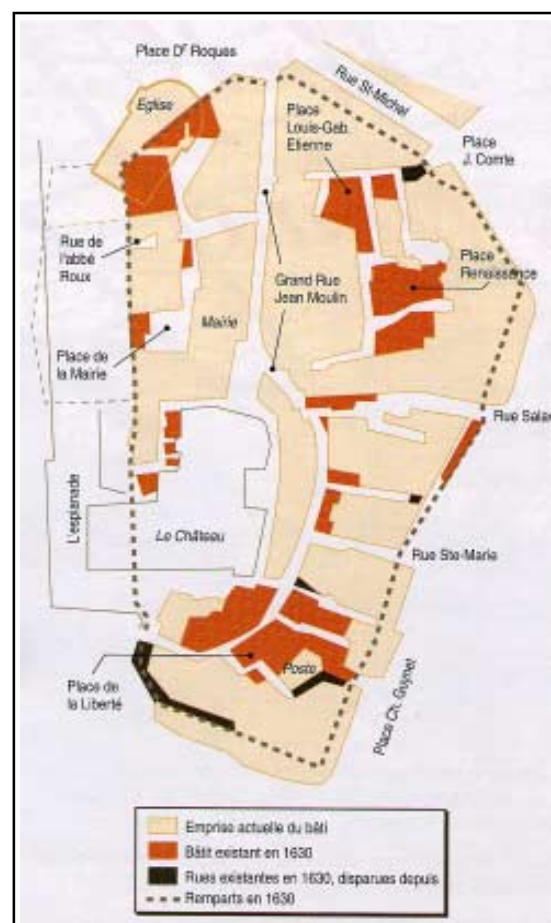 Place Dr Roques
Eglise
Rue St-Michel
Place
Louis-Gab.
Etienne
Place
J. Comte
Rue de
l'abbé
Roux
Grand Rue
Jean Moulin
Place
Renaissance
Mairie
Place de
la Mairie
Rue Salar
L'esplanade
Le Château
Rue Ste-Marie
Poste
Place de
la Liberté
Place Ch. Guynet
Emprise actuelle du bâti
Bâtit existant en 1630
Rues existantes en 1630, disparues depuis
Remparts en 1630